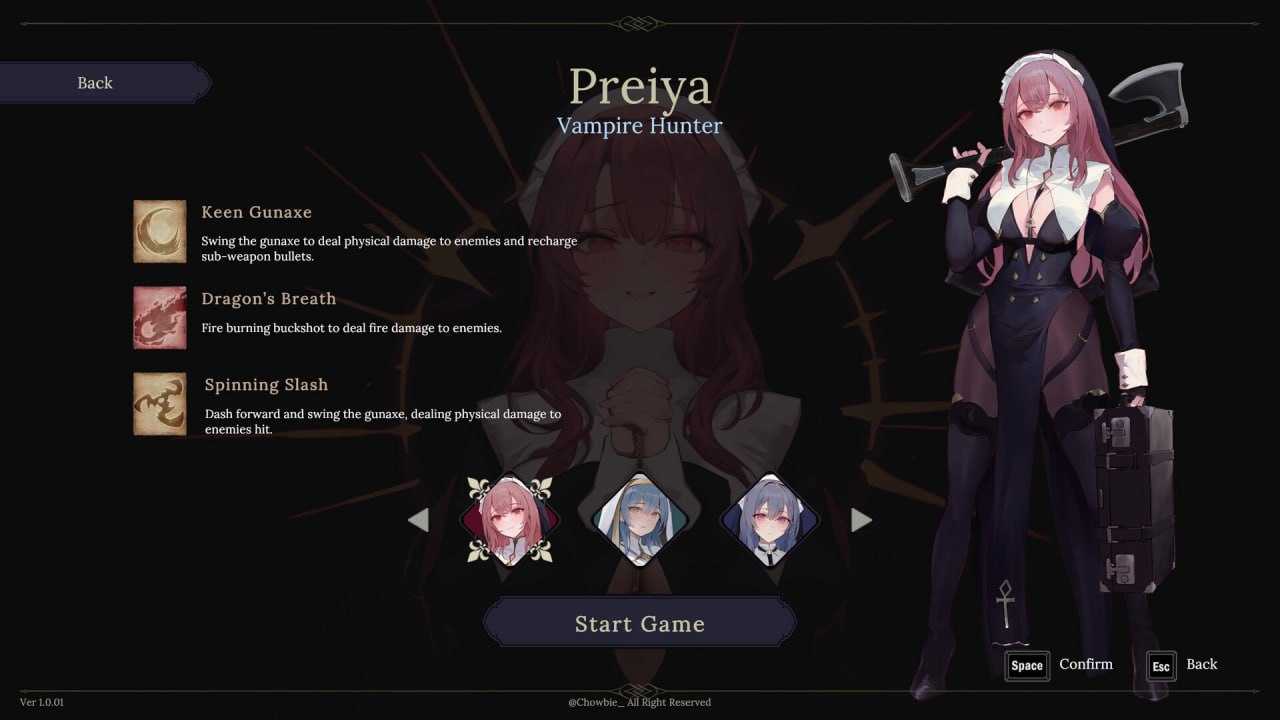 Back
Preiya
Vampire Hunter
Keen Gunaxe
Swing the gunaxe to deal physical damage to enemies and recharge
sub-weapon bullets.
Dragon's Breath
Fire burning buckshot to deal fire damage to enemies.
Spinning Slash
Dash forward and swing the gunaxe, dealing physical damage to
enemies hit.
Start Game
Space Confirm Esc Back
Ver 1.0.01
@Chowbie_ All Right Reserved